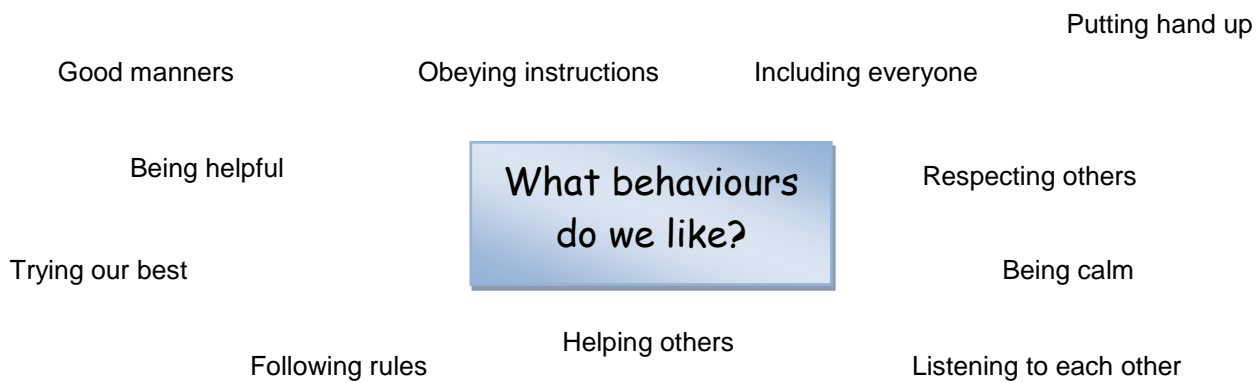 Putting hand up
Good manners
Obeying instructions
Including everyone
Being helpful
What behaviours
do we like?
Respecting others
Trying our best
Being calm
Helping others
Following rules
Listening to each other